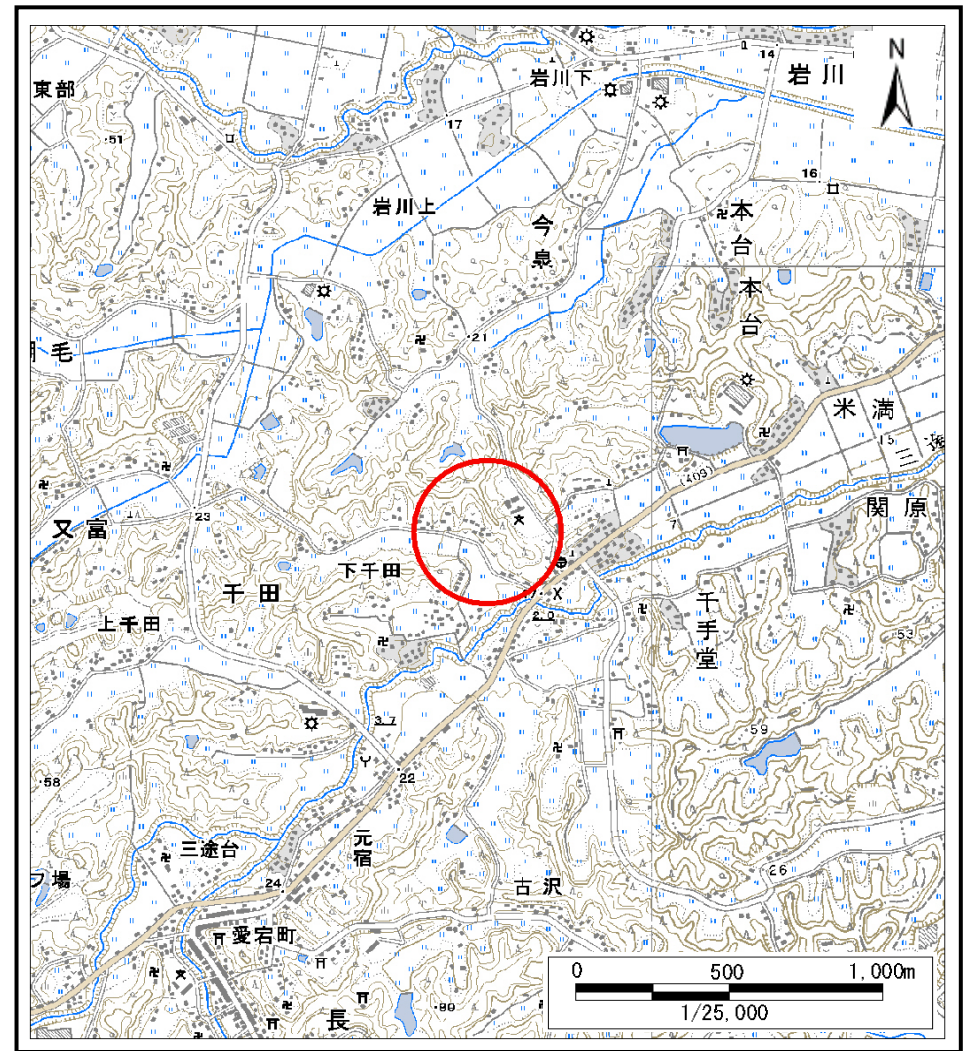 14
岩川下
岩川
N
東部
17
・51
16
岩川上
今泉
本台
本台
・21
毛
米満
15
(409)
関原
7
23
又富
下千田
千田
20
千手堂
上千田
53
59
37
・58
22
元宿
三途台
26
24
古沢
フ場
愛宕町
長
0 500 1,000m
1/25,000